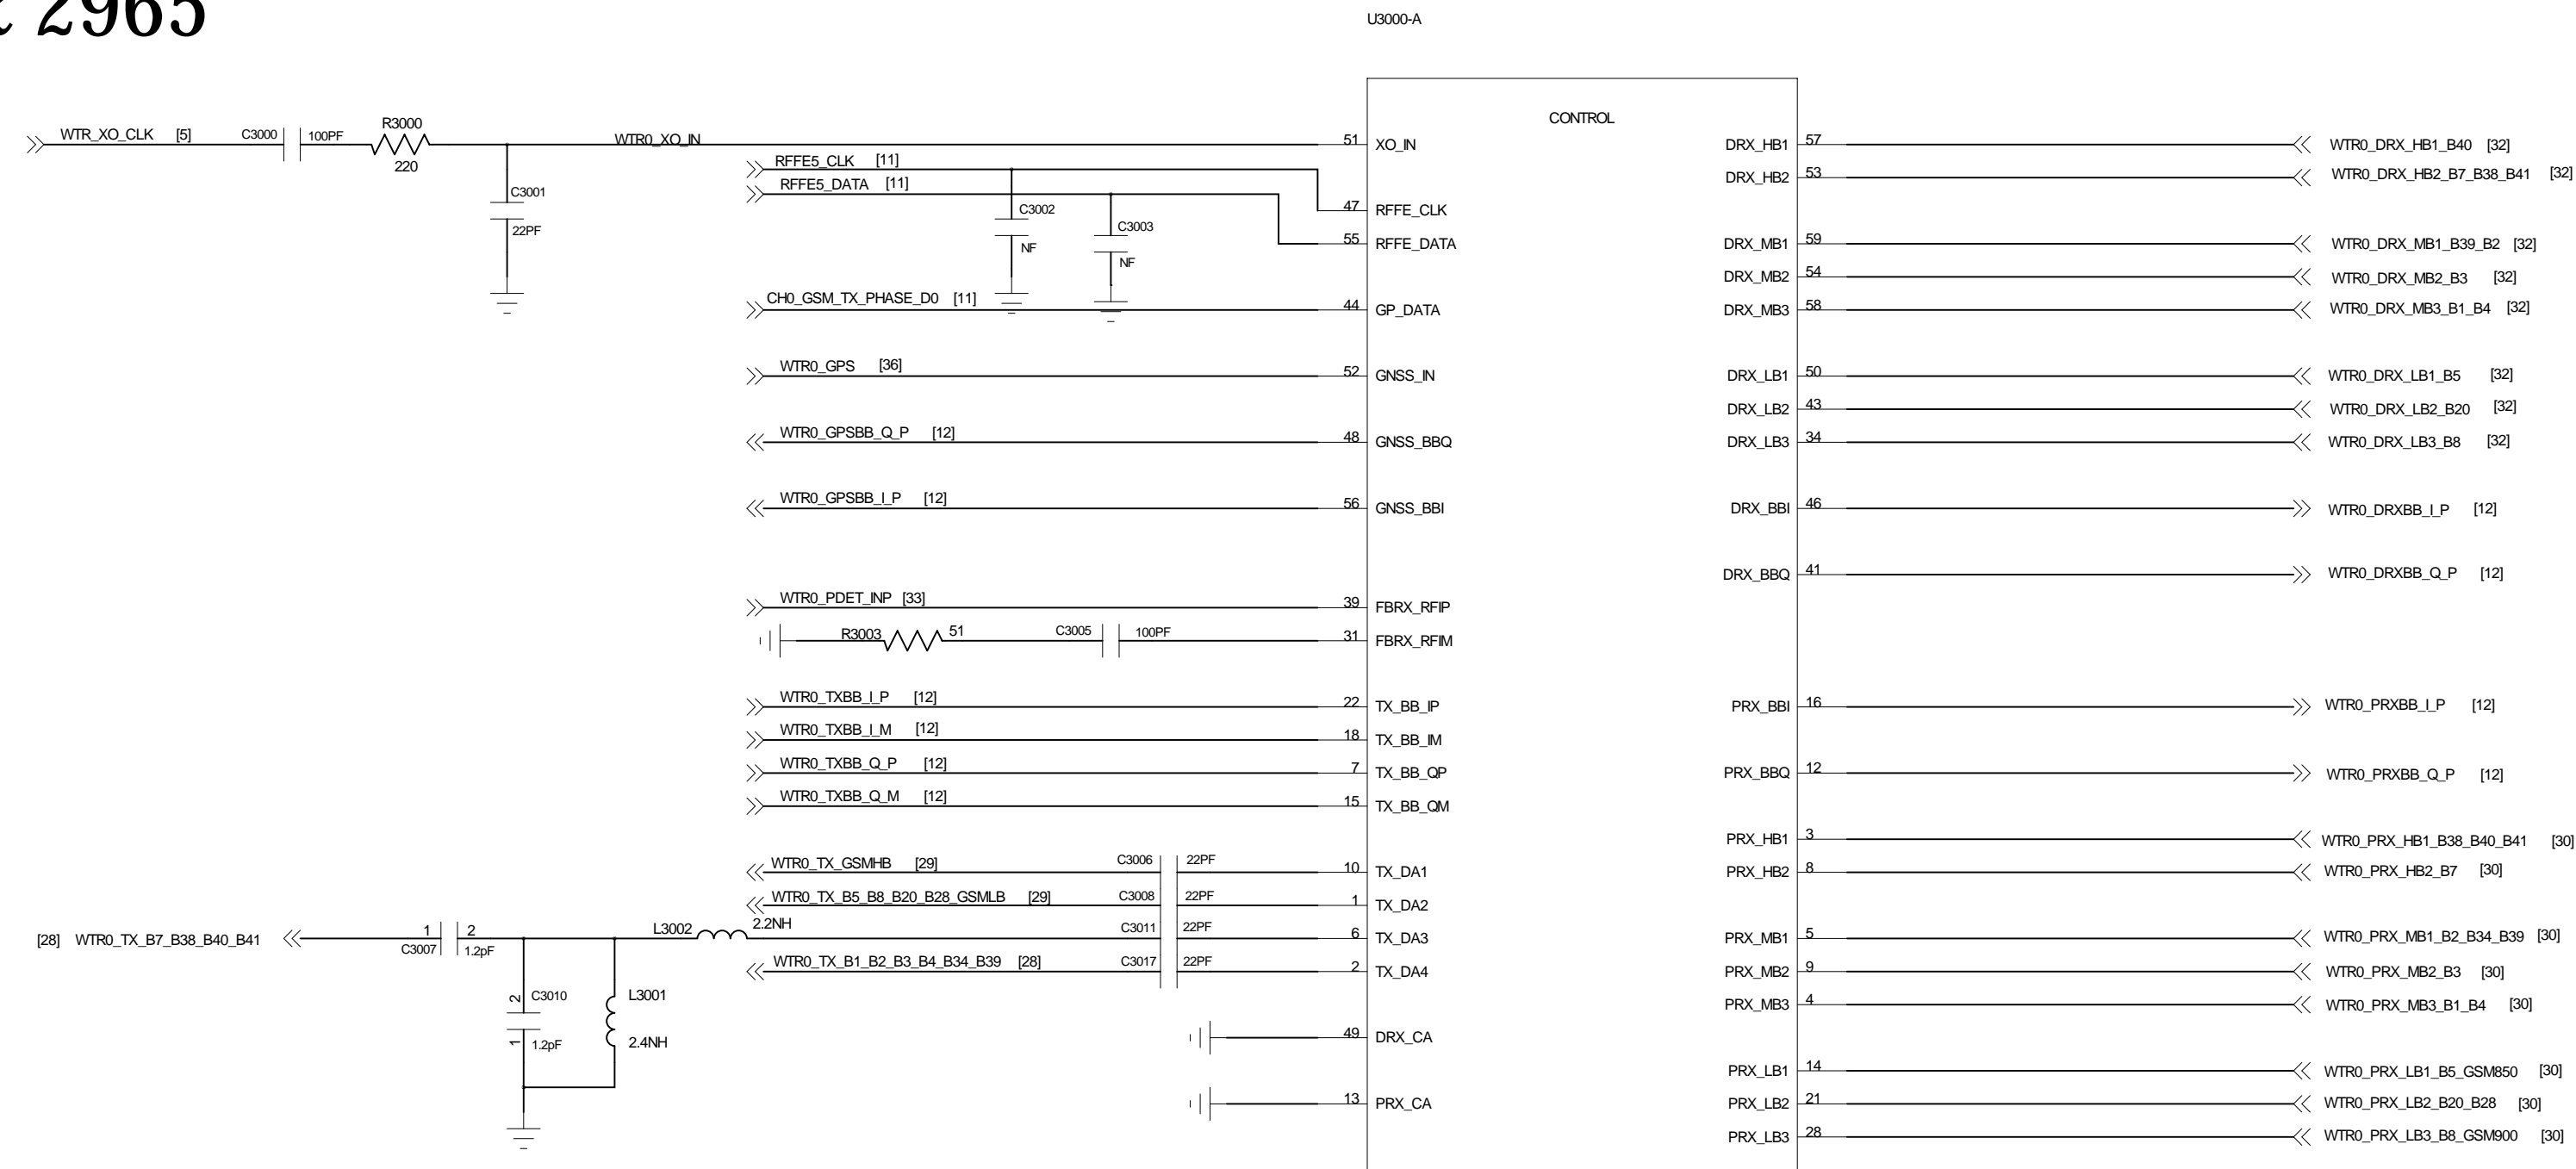 2965
U3000-A
CONTROL
WTR_XO_CLK [5]
C3000
100PF
R3000
220
WTR0_XO_IN
C3001
22PF
RFFE5_CLK [11]
RFFE5_DATA [11]
C3002
NF
C3003
NF
CH0_GSM_TX_PHASE_D0 [11]
WTR0_GPS [36]
WTR0_GPSBB_Q_P [12]
WTR0_GPSBB_I_P [12]
WTR0_PDET_INP [33]
R3003
51
C3005
100PF
WTR0_TXBB_I_P [12]
WTR0_TXBB_I_M [12]
WTR0_TXBB_Q_P [12]
WTR0_TXBB_Q_M [12]
WTR0_TX_GSMHB [29]
C3006
22PF
WTR0_TX_B5_B8_B20_B28_GSMLB [29]
C3008
22PF
[28] WTR0_TX_B7_B38_B40_B41
1
2
C3007
1.2pF
L3002
2.2NH
C3011
22PF
WTR0_TX_B1_B2_B3_B4_B34_B39 [28]
C3017
22PF
2
C3010
1
1.2pF
L3001
2.4NH
51 XO_IN
47 RFFE_CLK
55 RFFE_DATA
44 GP_DATA
52 GNSS_IN
48 GNSS_BBQ
56 GNSS_BBI
39 FBRX_RFIP
31 FBRX_RFIM
22 TX_BB_IP
18 TX_BB_IM
7 TX_BB_QP
15 TX_BB_QM
10 TX_DA1
1 TX_DA2
6 TX_DA3
2 TX_DA4
49 DRX_CA
13 PRX_CA
DRX_HB1 57 WTR0_DRX_HB1_B40 [32]
DRX_HB2 53 WTR0_DRX_HB2_B7_B38_B41 [32]
DRX_MB1 59 WTR0_DRX_MB1_B39_B2 [32]
DRX_MB2 54 WTR0_DRX_MB2_B3 [32]
DRX_MB3 58 WTR0_DRX_MB3_B1_B4 [32]
DRX_LB1 50 WTR0_DRX_LB1_B5 [32]
DRX_LB2 43 WTR0_DRX_LB2_B20 [32]
DRX_LB3 34 WTR0_DRX_LB3_B8 [32]
DRX_BBI 46 WTR0_DRXBB_I_P [12]
DRX_BBQ 41 WTR0_DRXBB_Q_P [12]
PRX_BBI 16 WTR0_PRXBB_I_P [12]
PRX_BBQ 12 WTR0_PRXBB_Q_P [12]
PRX_HB1 3 WTR0_PRX_HB1_B38_B40_B41 [30]
PRX_HB2 8 WTR0_PRX_HB2_B7 [30]
PRX_MB1 5 WTR0_PRX_MB1_B2_B34_B39 [30]
PRX_MB2 9 WTR0_PRX_MB2_B3 [30]
PRX_MB3 4 WTR0_PRX_MB3_B1_B4 [30]
PRX_LB1 14 WTR0_PRX_LB1_B5_GSM850 [30]
PRX_LB2 21 WTR0_PRX_LB2_B20_B28 [30]
PRX_LB3 28 WTR0_PRX_LB3_B8_GSM900 [30]